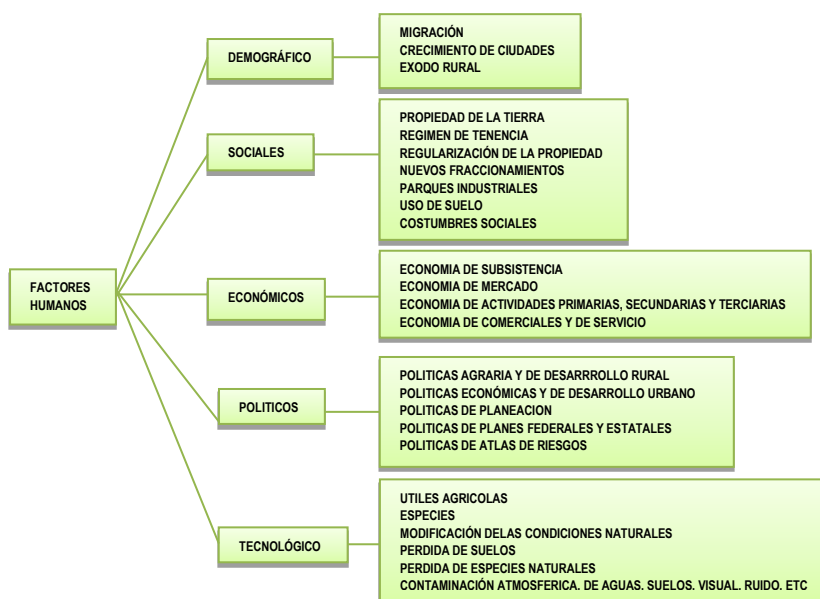 FACTORES
HUMANOS
DEMOGRÁFICO
MIGRACIÓN
CRECIMIENTO DE CIUDADES
EXODO RURAL
SOCIALES
PROPIEDAD DE LA TIERRA
REGIMEN DE TENENCIA
REGULARIZACIÓN DE LA PROPIEDAD
NUEVOS FRACCIONAMIENTOS
PARQUES INDUSTRIALES
USO DE SUELO
COSTUMBRES SOCIALES
ECONÓMICOS
ECONOMIA DE SUBSISTENCIA
ECONOMIA DE MERCADO
ECONOMIA DE ACTIVIDADES PRIMARIAS, SECUNDARIAS Y TERCIARIAS
ECONOMIA DE COMERCIALES Y DE SERVICIO
POLITICOS
POLITICAS AGRARIA Y DE DESARRROLLO RURAL
POLITICAS ECONÓMICAS Y DE DESARROLLO URBANO
POLITICAS DE PLANEACION
POLITICAS DE PLANES FEDERALES Y ESTATALES
POLITICAS DE ATLAS DE RIESGOS
TECNOLÓGICO
UTILES AGRICOLAS
ESPECIES
MODIFICACIÓN DELAS CONDICIONES NATURALES
PERDIDA DE SUELOS
PERDIDA DE ESPECIES NATURALES
CONTAMINACIÓN ATMOSFERICA. DE AGUAS. SUELOS. VISUAL. RUIDO. ETC